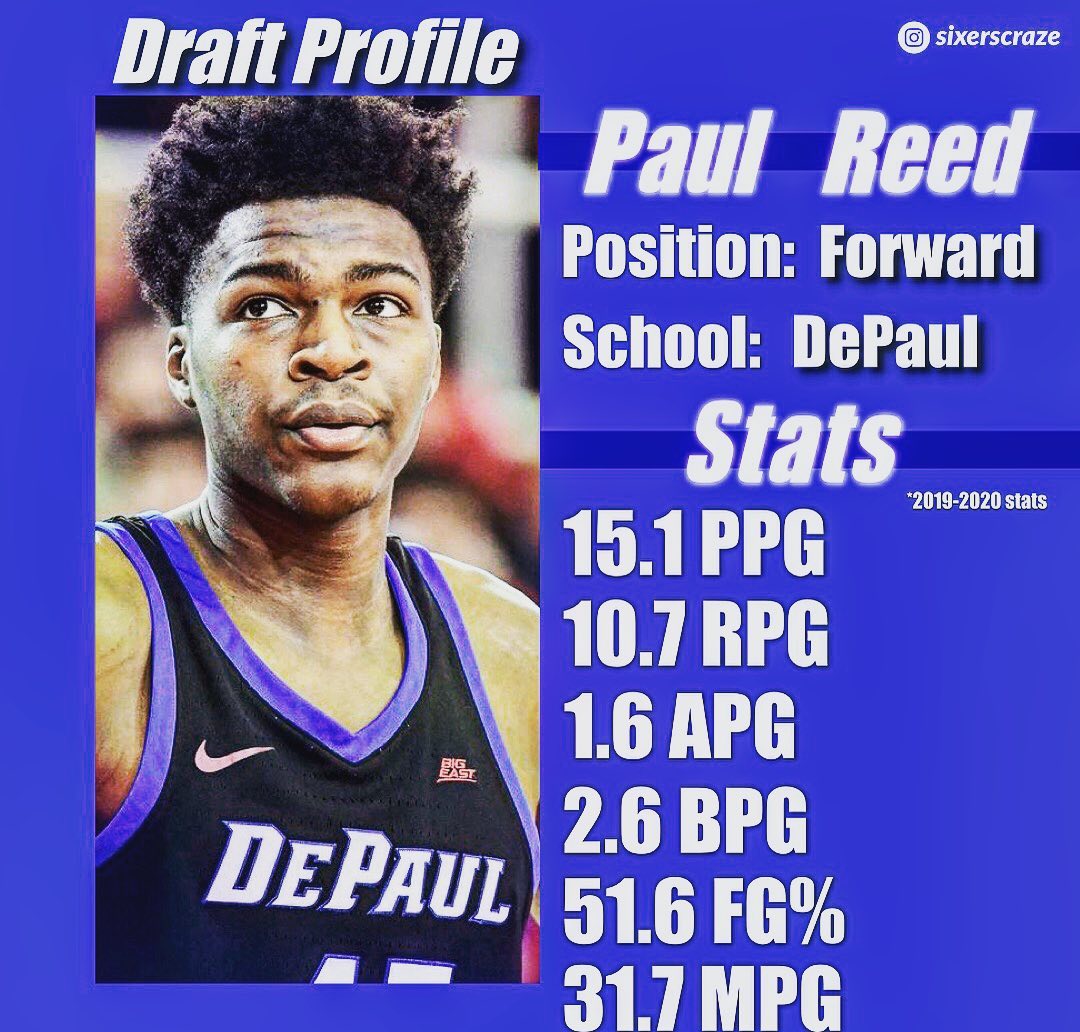 Draft Profile
sixerscraze
Paul Reed
Position: Forward
School: DePaul
Stats
*2019-2020 stats
15.1 PPG
10.7 RPG
1.6 APG
2.6 BPG
51.6 FG%
31.7 MPG
BIG
EAST
DEPAUL